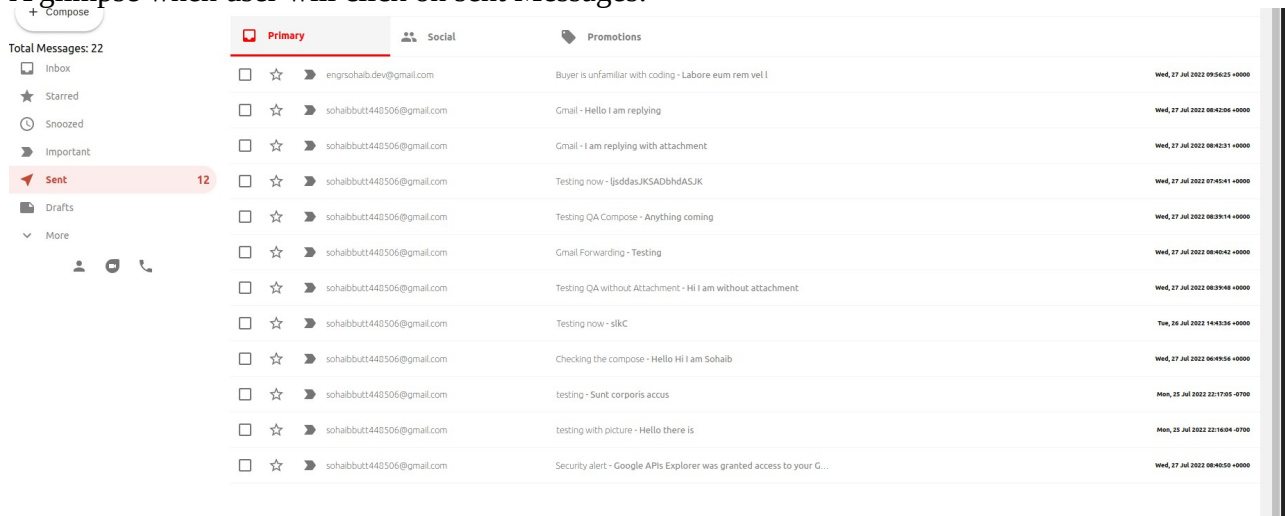 A glimpse when user will click on sent Messages.
+ Compose
Total Messages: 22
Inbox
Starred
Snoozed
Important
Sent 12
Drafts
More
Primary Social Promotions
engrsohaib.dev@gmail.com Buyer is unfamiliar with coding - Labore eum rem vel l Wed, 27 Jul 2022 09:56:25 +0000
sohaibbutt448506@gmail.com Gmail - Hello I am replying Wed, 27 Jul 2022 08:42:06 +0000
sohaibbutt448506@gmail.com Gmail - I am replying with attachment Wed, 27 Jul 2022 08:42:31 +0000
sohaibbutt448506@gmail.com Testing now - ljsddasJKSADbhdASJK Wed, 27 Jul 2022 07:45:41 +0000
sohaibbutt448506@gmail.com Testing QA Compose - Anything coming Wed, 27 Jul 2022 08:39:14 +0000
sohaibbutt448506@gmail.com Gmail Forwarding - Testing Wed, 27 Jul 2022 08:40:42 +0000
sohaibbutt448506@gmail.com Testing QA without Attachment - Hi I am without attachment Wed, 27 Jul 2022 08:39:48 +0000
sohaibbutt448506@gmail.com Testing now - slkC Tue, 26 Jul 2022 14:43:36 +0000
sohaibbutt448506@gmail.com Checking the compose - Hello Hi I am Sohaib Wed, 27 Jul 2022 06:49:56 +0000
sohaibbutt448506@gmail.com testing - Sunt corporis accus Mon, 25 Jul 2022 22:17:05 -0700
sohaibbutt448506@gmail.com testing with picture - Hello there is Mon, 25 Jul 2022 22:16:04 -0700
sohaibbutt448506@gmail.com Security alert - Google APIs Explorer was granted access to your G... Wed, 27 Jul 2022 08:40:50 +0000